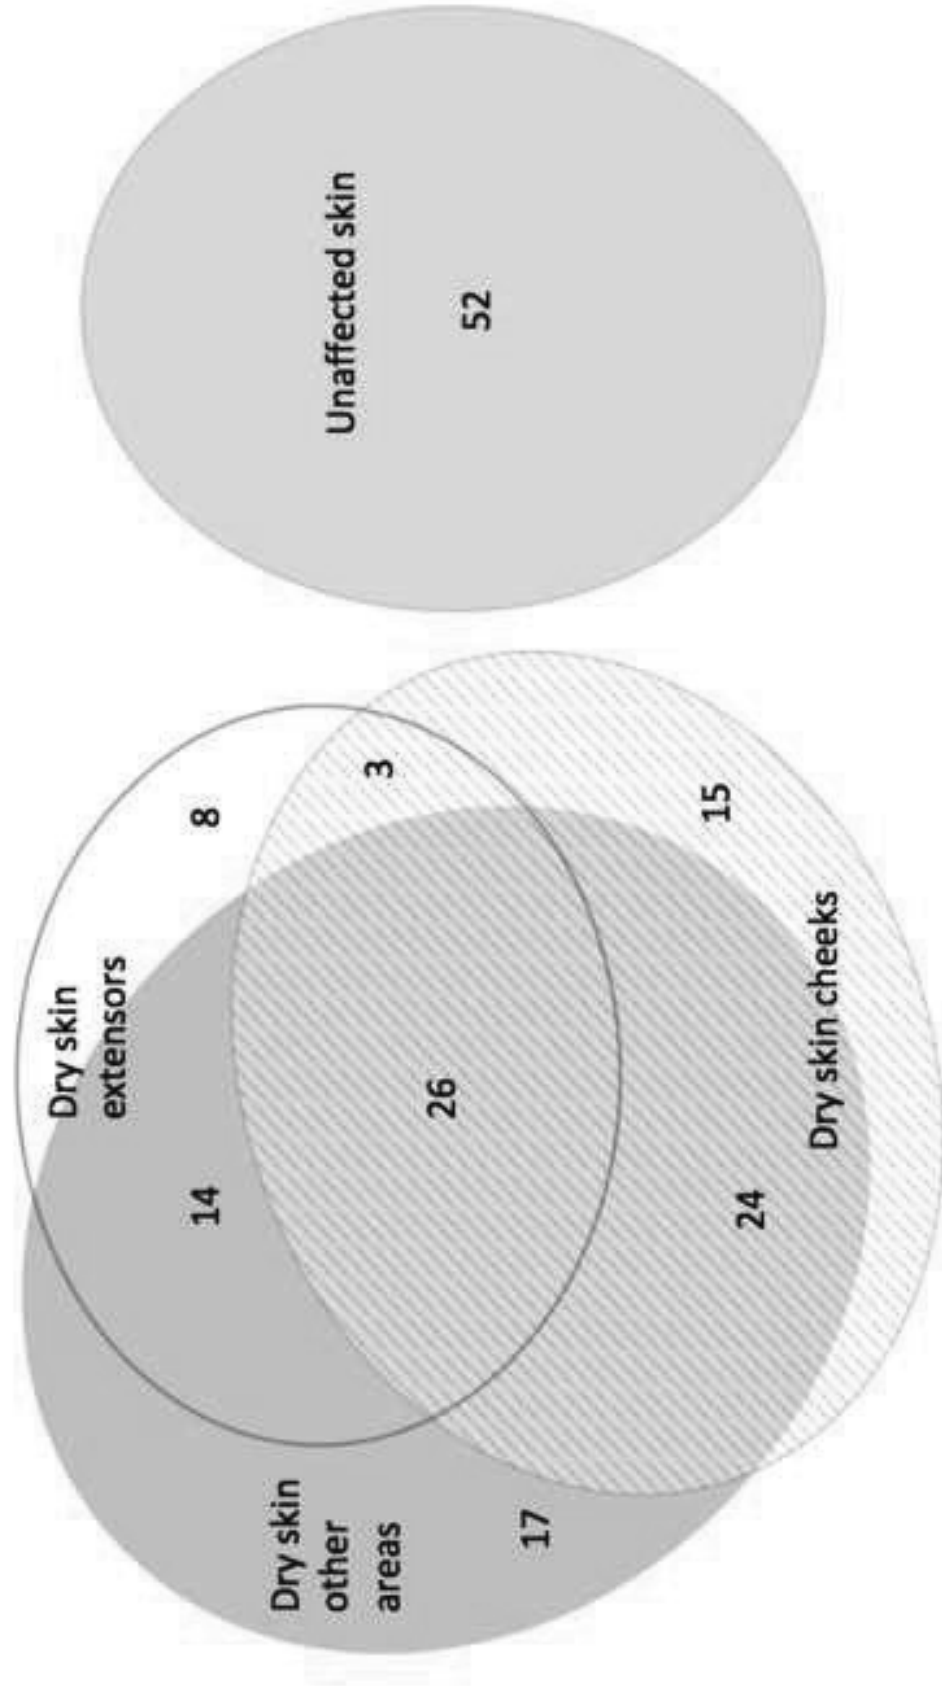 Dry skin
other
areas
17
14
Dry skin
extensors
8
3
26
24
15
Dry skin cheeks
Unaffected skin
52